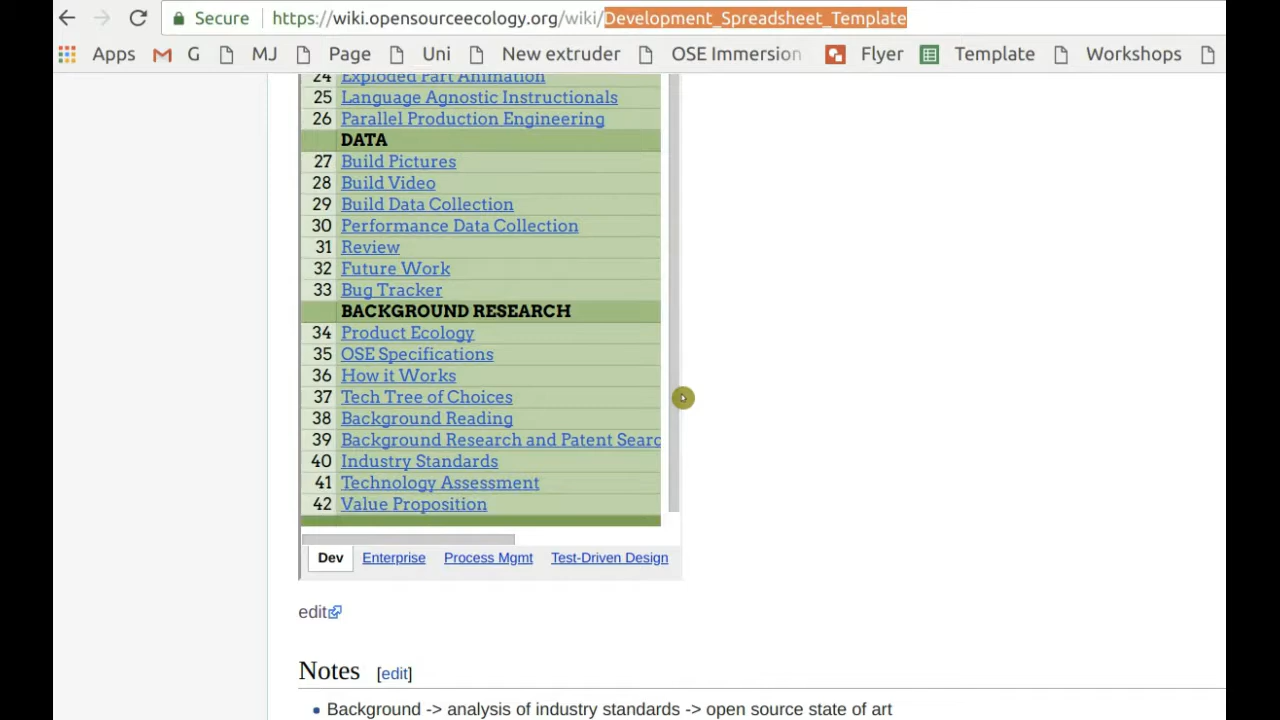 Secure https://wiki.opensourceecology.org/wiki/Development_Spreadsheet_Template
Apps G MJ Page Uni New extruder OSE Immersion Flyer Template Workshops
24 Exploded Part Animation
25 Language Agnostic Instructionals
26 Parallel Production Engineering
DATA
27 Build Pictures
28 Build Video
29 Build Data Collection
30 Performance Data Collection
31 Review
32 Future Work
33 Bug Tracker
BACKGROUND RESEARCH
34 Product Ecology
35 OSE Specifications
36 How it Works
37 Tech Tree of Choices
38 Background Reading
39 Background Research and Patent Searc
40 Industry Standards
41 Technology Assessment
42 Value Proposition
Dev Enterprise Process Mgmt Test-Driven Design
edit
Notes [edit]
• Background -> analysis of industry standards -> open source state of art